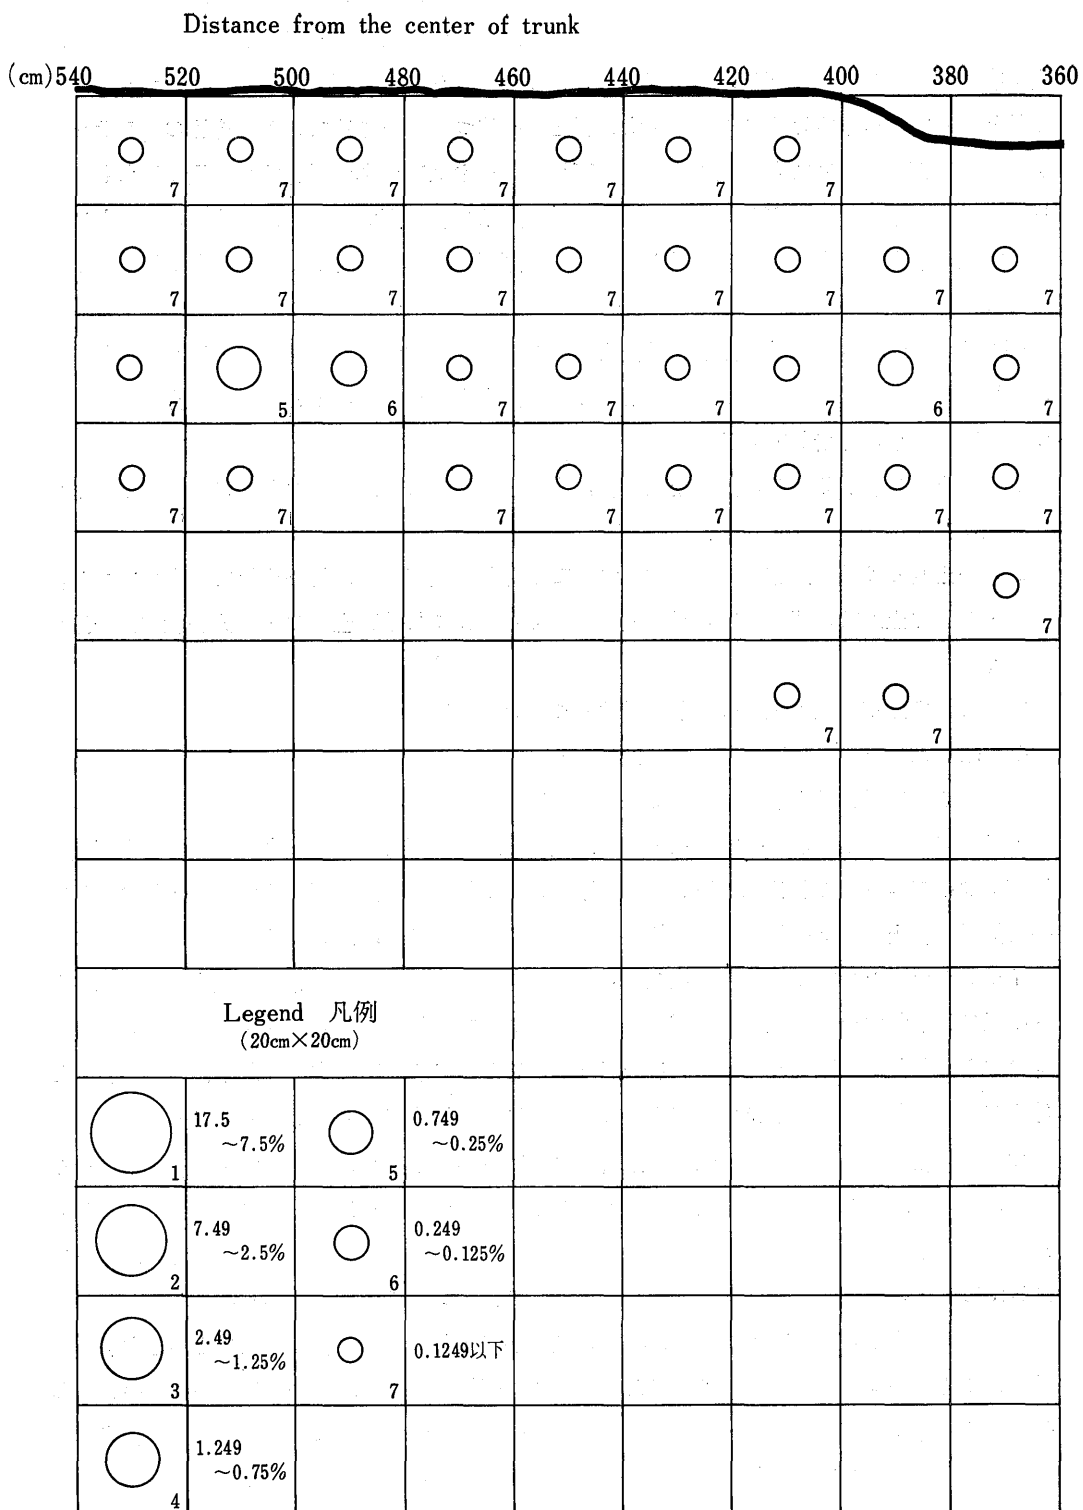 Distance from the center of trunk
(cm) 540 520 500 480 460 440 420 400 380 360
7 7 7 7 7 7 7
7 7 7 7 7 7 7 7 7
7 5 6 7 7 7 7 6 7
7 7 7 7 7 7 7 7
7
7 7
Legend 凡例
(20cm×20cm)
17.5 0.749
~7.5% ~0.25%
1 5
7.49 0.249
~2.5% ~0.125%
2 6
2.49
~1.25% 0.1249以下
3 7
1.249
~0.75%
4